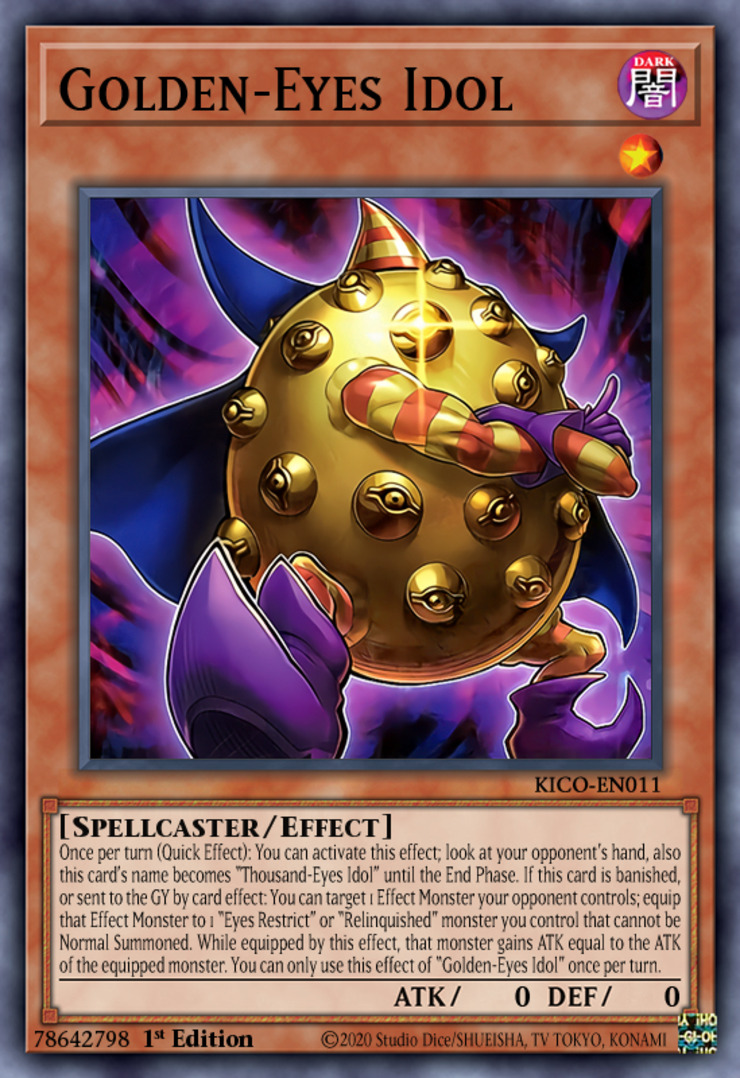 GOLDEN-EYES IDOL
DARK
闇
KICO-EN011
[SPELLCASTER/EFFECT]
Once per turn (Quick Effect): You can activate this effect; look at your opponent's hand, also
this card's name becomes "Thousand-Eyes Idol" until the End Phase. If this card is banished,
or sent to the GY by card effect: You can target 1 Effect Monster your opponent controls; equip
that Effect Monster to 1 "Eyes Restrict" or "Relinquished" monster you control that cannot be
Normal Summoned. While equipped by this effect, that monster gains ATK equal to the ATK
of the equipped monster. You can only use this effect of "Golden-Eyes Idol" once per turn.
ATK/ 0 DEF/ 0
78642798 1st Edition ©2020 Studio Dice/SHUEISHA, TV TOKYO, KONAMI